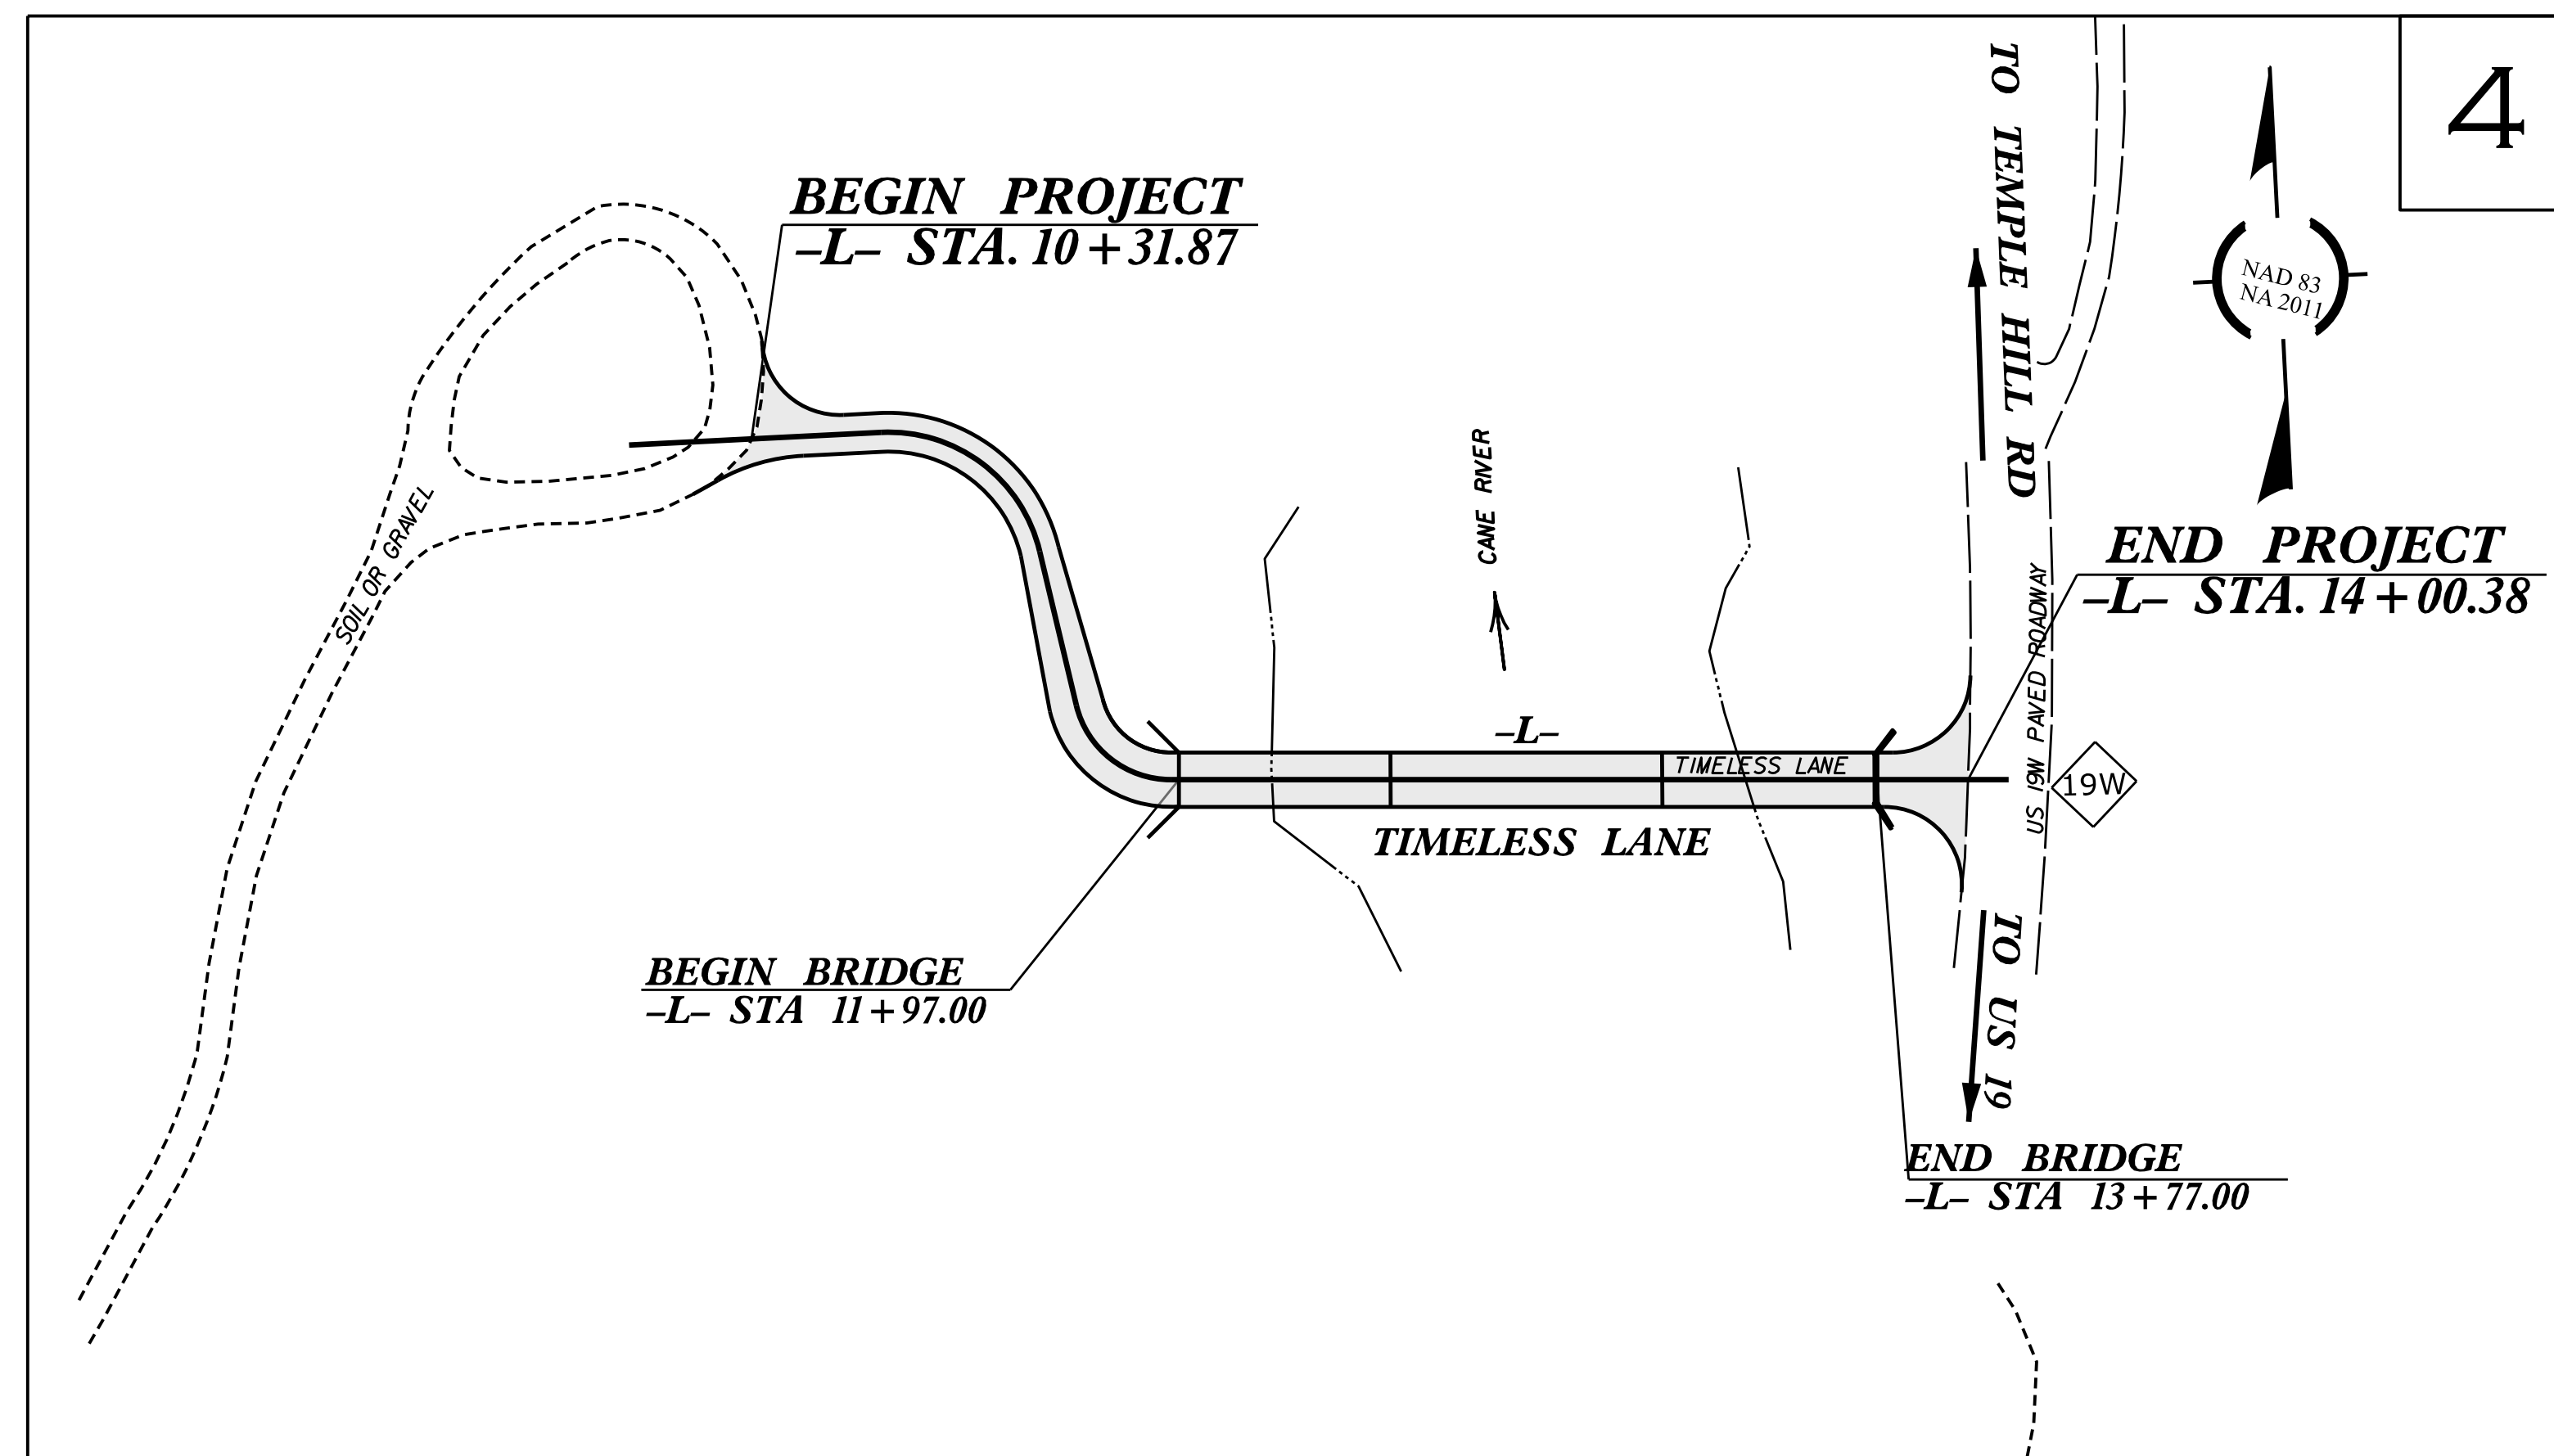 4
TO TEMPLE HILL RD
BEGIN PROJECT
–L– STA. 10+31.87
NAD 83
NA 2011
CANE RIVER
SOIL OR GRAVEL
END PROJECT
–L– STA. 14+00.38
US 19W PAVED ROADWAY
–L–
TIMELESS LANE
19W
TIMELESS LANE
TO US 19
BEGIN BRIDGE
–L– STA 11+97.00
END BRIDGE
–L– STA 13+77.00